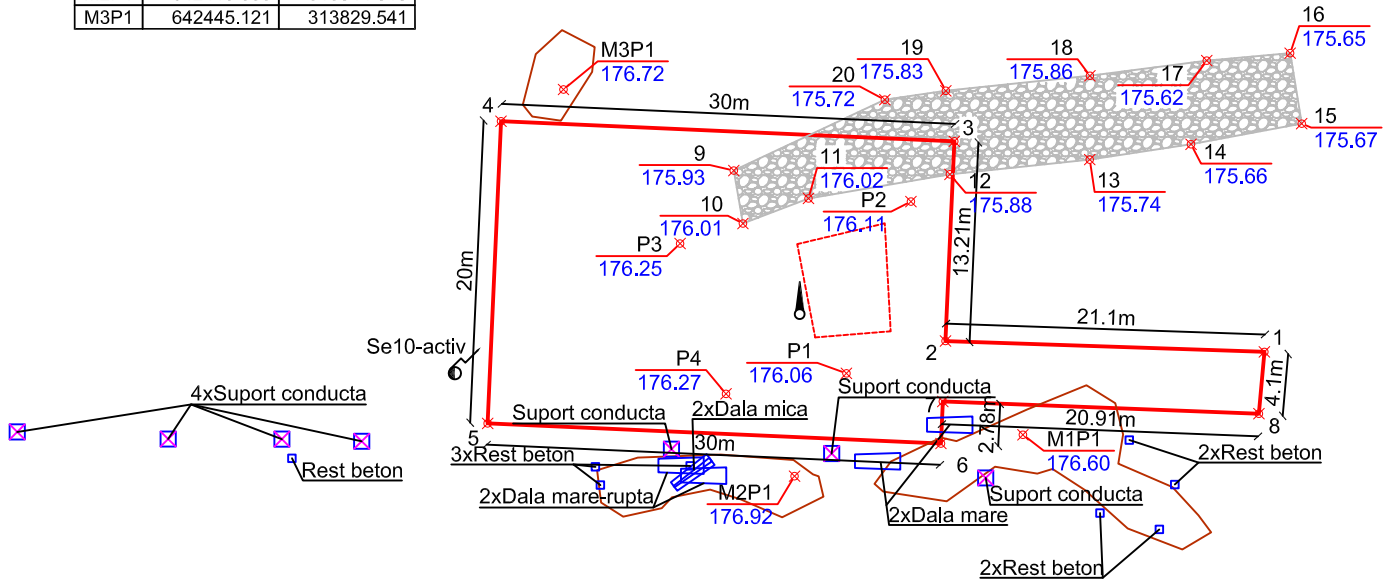 M3P1 642445.121 313829.541
M3P1
176.72
16
175.65
19
175.83
18
175.86
17
175.62
20
175.72
4
30m
3
15
175.67
14
175.66
13
175.74
12
175.88
11
176.02
9
175.93
10
176.01
P2
176.11
P3
176.25
13.21m
20m
21.1m
2
1
Se10-activ
P4
176.27
P1
176.06
4.1m
4xSuport conducta
Suport conducta
2xDala mica
Suport conducta
7
2.78m
20.91m
8
5
30m
6
M1P1
176.60
2xRest beton
3xRest beton
Rest beton
2xDala mare-rupta
M2P1
176.92
2xDala mare
Suport conducta
2xRest beton